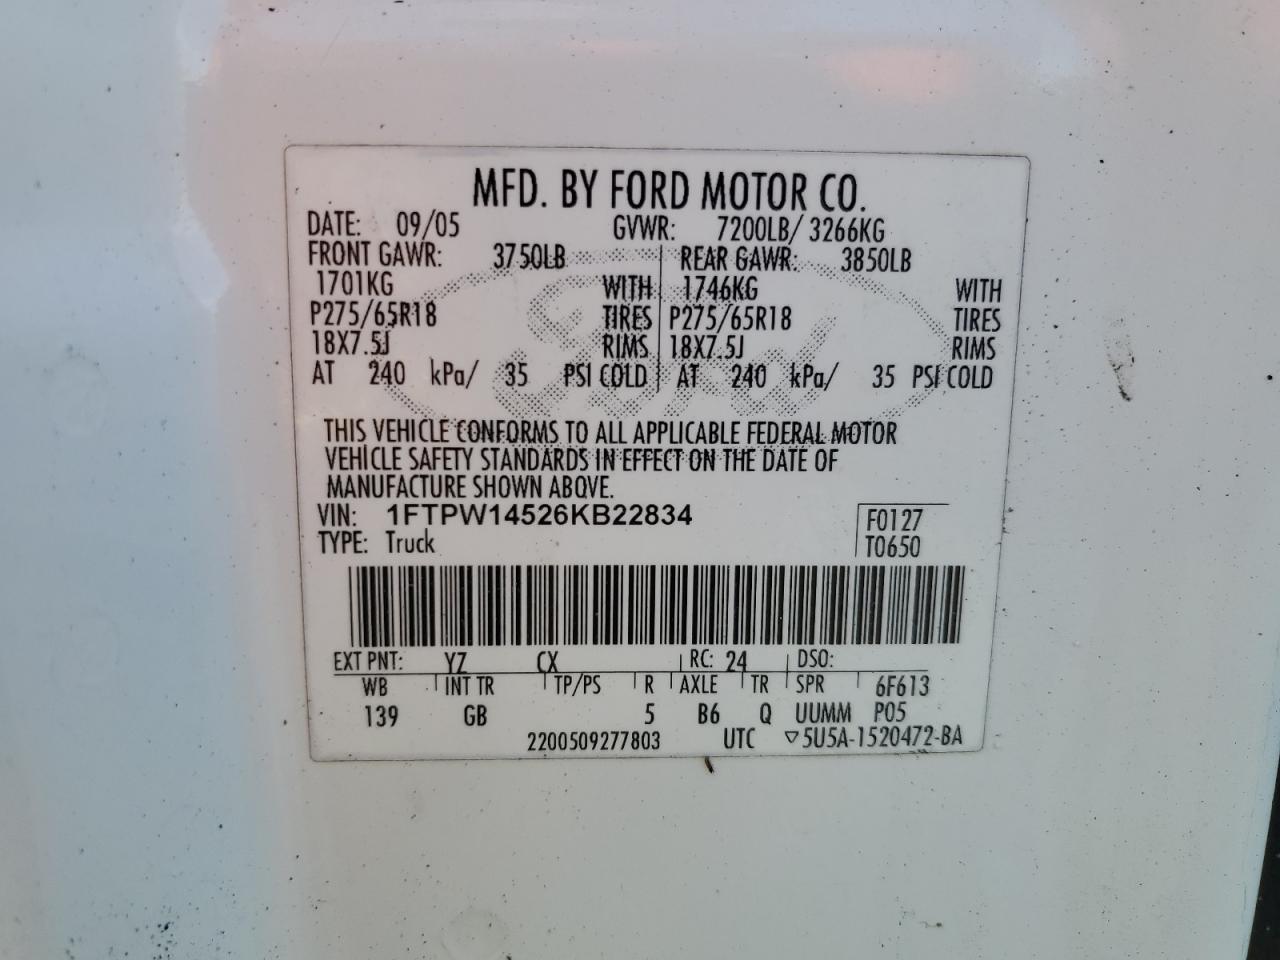 MFD. BY FORD MOTOR CO.
DATE: 09/05 GVWR: 7200LB/ 3266KG
FRONT GAWR: 3750LB REAR GAWR: 3850LB
1701KG WITH 1746KG WITH
P275/65R18 TIRES P275/65R18 TIRES
18X7.5J RIMS 18X7.5J RIMS
AT 240 kPa/ 35 PSI COLD AT 240 kPa/ 35 PSI COLD
Ford
THIS VEHICLE CONFORMS TO ALL APPLICABLE FEDERAL MOTOR
VEHICLE SAFETY STANDARDS IN EFFECT ON THE DATE OF
MANUFACTURE SHOWN ABOVE.
VIN: 1FTPW14526KB22834 F0127
TYPE: Truck T0650
EXT PNT: YZ CX RC: 24 DSO:
WB INT TR TP/PS R AXLE TR SPR 6F613
139 GB 5 B6 Q UUMM P05
2200509277803 UTC ▽5U5A-1520472-BA